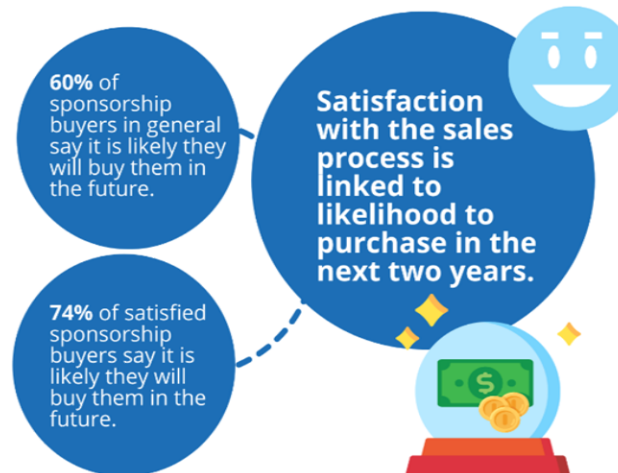 60% of
sponsorship
buyers in general
say it is likely they
will buy them in
the future.
Satisfaction
with the sales
process is
linked to
likelihood to
purchase in the
next two years.
74% of satisfied
sponsorship
buyers say it is
likely they will
buy them in the
future.
$